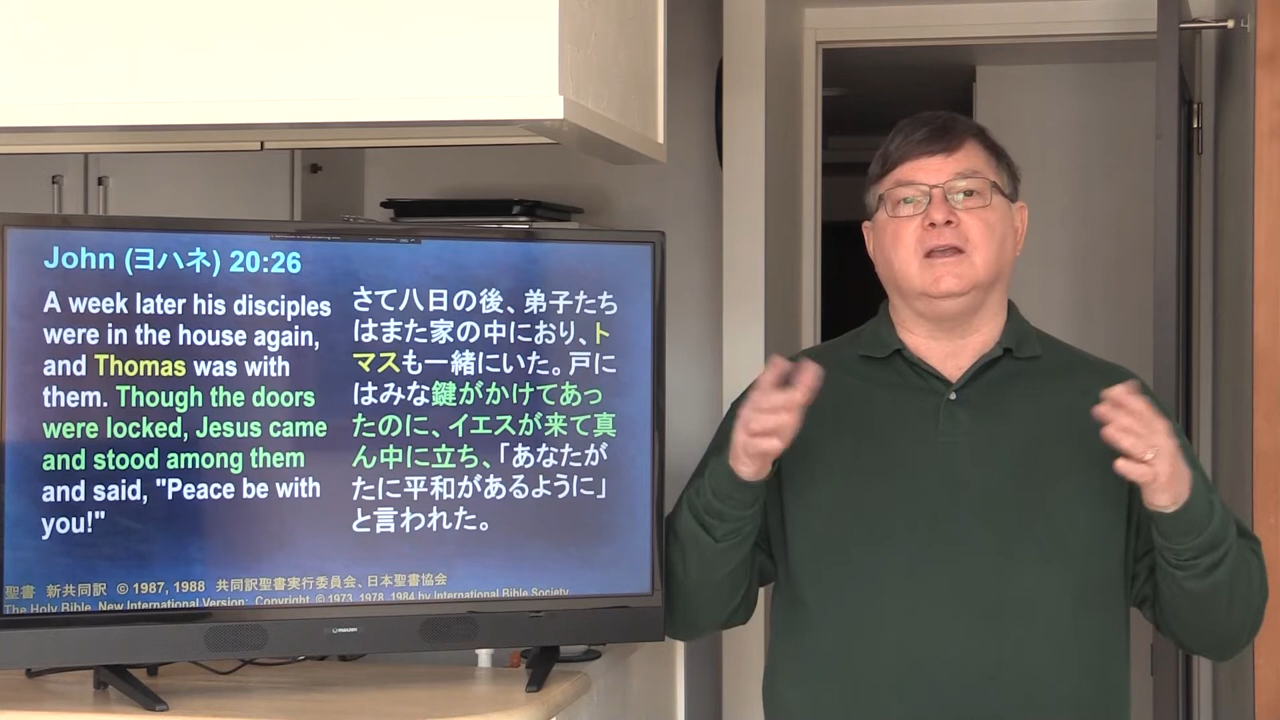 John (ヨハネ) 20:26
A week later his disciples
were in the house again,
and Thomas was with
them. Though the doors
were locked, Jesus came
and stood among them
and said, "Peace be with
you!"
さて八日の後、弟子たち
はまた家の中におり、ト
マスも一緒にいた。戸に
はみな鍵がかけてあっ
たのに、イエスが来て真
ん中に立ち、「あなたが
たに平和があるように」
と言われた。
聖書 新共同訳 © 1987, 1988 共同訳聖書実行委員会、日本聖書協会
The Holy Bible, New International Version; Copyright © 1973, 1978, 1984 by International Bible Society